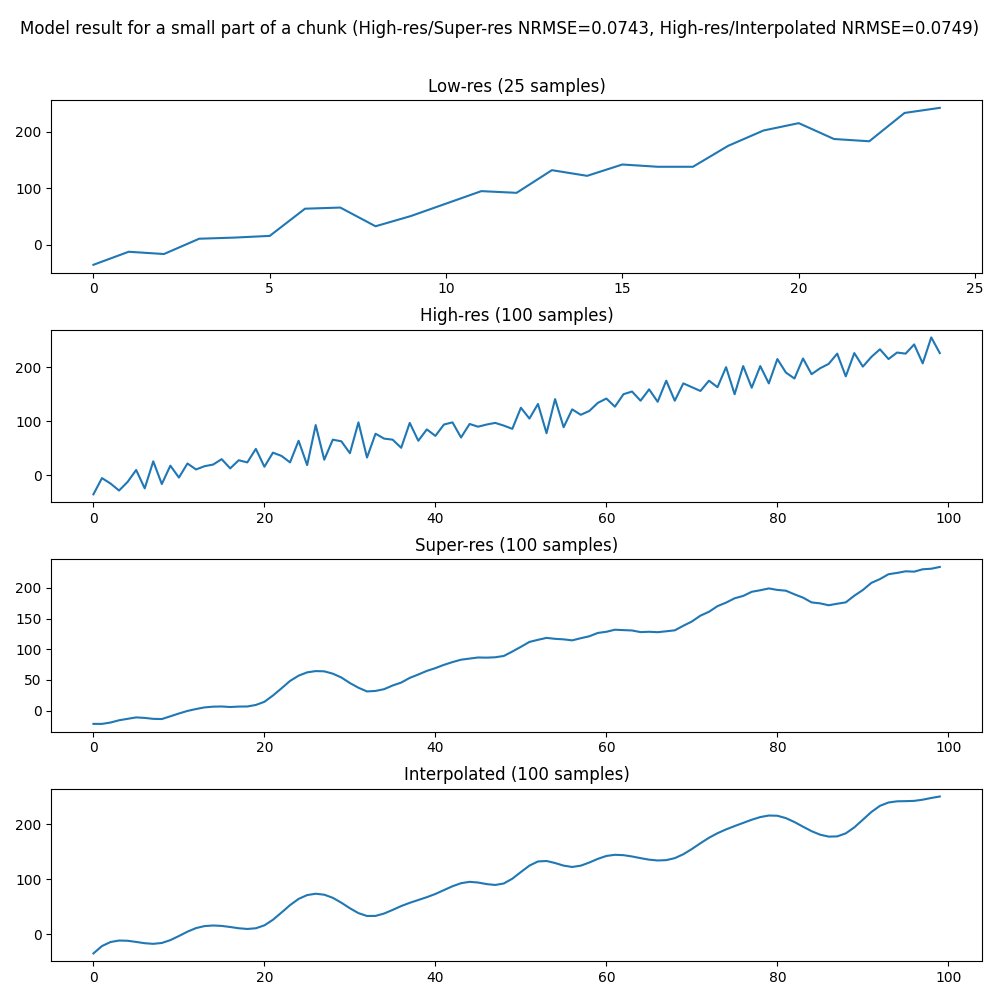 Model result for a small part of a chunk (High-res/Super-res NRMSE=0.0743, High-res/Interpolated NRMSE=0.0749)
Low-res (25 samples)
200
100
0
0 5 10 15 20 25
High-res (100 samples)
200
100
0
0 20 40 60 80 100
Super-res (100 samples)
200
150
100
50
0
0 20 40 60 80 100
Interpolated (100 samples)
200
100
0
0 20 40 60 80 100